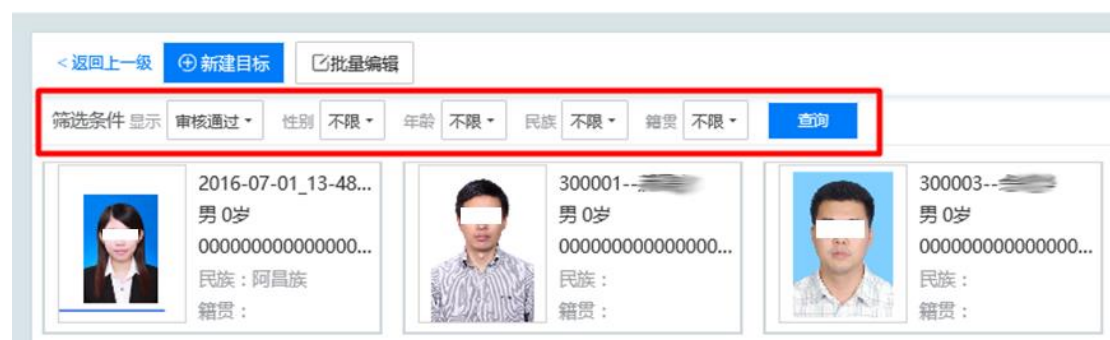 <返回上一级 新建目标 批量编辑
筛选条件 显示 审核通过 性别 不限 年龄 不限 民族 不限 籍贯 不限 查询
2016-07-01_13-48...
男 0岁
000000000000000...
民族：阿昌族
籍贯：
300001--
男 0岁
000000000000000...
民族：
籍贯：
300003--
男 0岁
000000000000000...
民族：
籍贯：